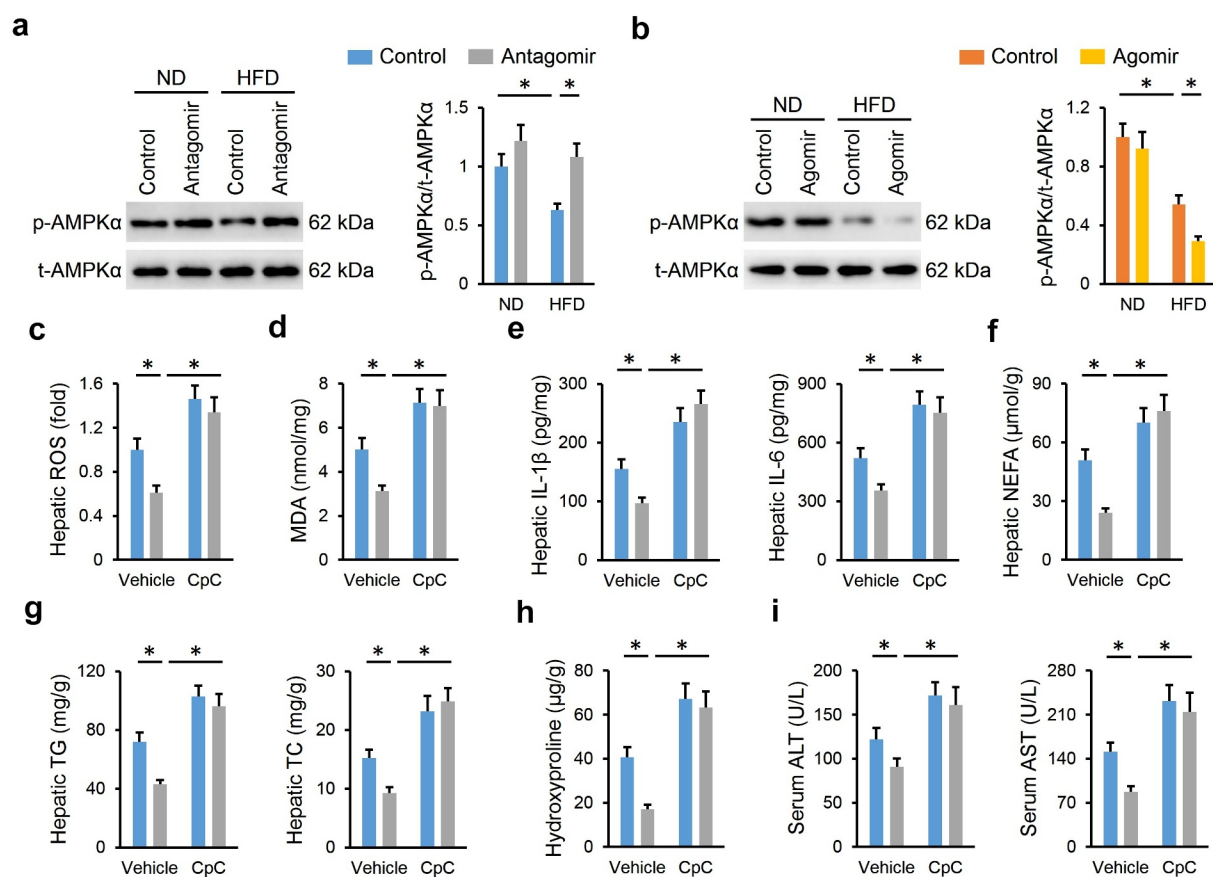 a
Control Antagomir
ND HFD
Control Antagomir Control Antagomir
p-AMPKα 62 kDa
t-AMPKα 62 kDa
p-AMPKα/t-AMPKα
1.5
1
0.5
0
* *
ND HFD
b
Control Agomir
ND HFD
Control Agomir Control Agomir
p-AMPKα 62 kDa
t-AMPKα 62 kDa
p-AMPKα/t-AMPKα
1.2
0.8
0.4
0
* *
ND HFD
c
Hepatic ROS (fold)
1.6
1.2
0.6
0
* *
Vehicle CpC
d
MDA (nmol/mg)
8
6
4
2
0
* *
Vehicle CpC
e
Hepatic IL-1β (pg/mg)
300
200
100
0
* *
Vehicle CpC
Hepatic IL-6 (pg/mg)
900
600
300
0
* *
Vehicle CpC
f
Hepatic NEFA (μmol/g)
90
60
30
0
* *
Vehicle CpC
g
Hepatic TG (mg/g)
120
80
40
0
* *
Vehicle CpC
Hepatic TC (mg/g)
30
20
10
0
* *
Vehicle CpC
h
Hydroxyproline (μg/g)
80
60
40
20
0
* *
Vehicle CpC
i
Serum ALT (U/L)
200
150
100
50
0
* *
Vehicle CpC
Serum AST (U/L)
280
210
140
70
0
* *
Vehicle CpC